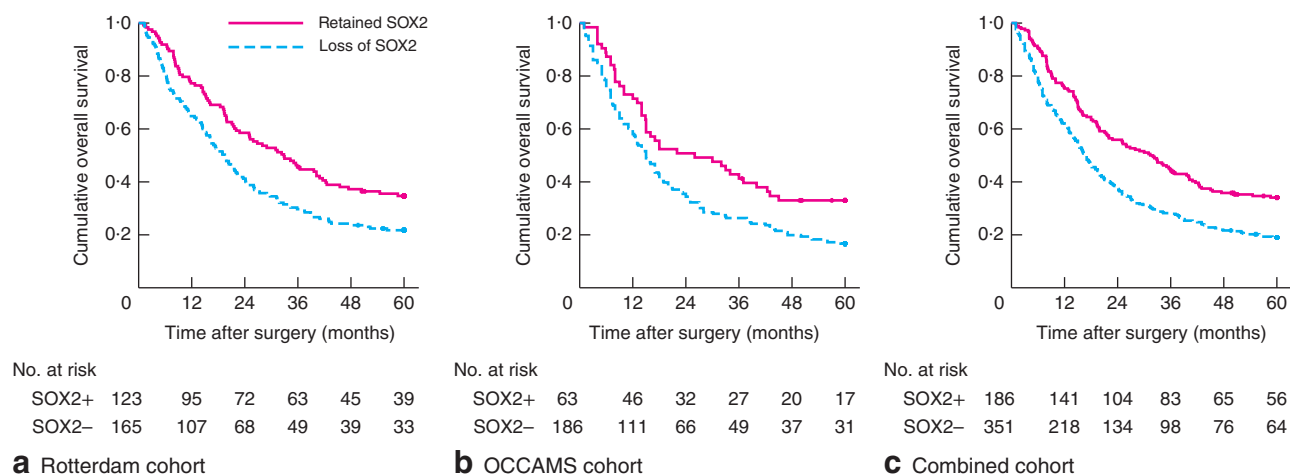 1·0
0·8
0·6
0·4
0·2
0 12 24 36 48 60
Cumulative overall survival
Time after surgery (months)
Retained SOX2
Loss of SOX2
No. at risk
SOX2+ 123 95 72 63 45 39
SOX2– 165 107 68 49 39 33
a Rotterdam cohort
1·0
0·8
0·6
0·4
0·2
0 12 24 36 48 60
Cumulative overall survival
Time after surgery (months)
No. at risk
SOX2+ 63 46 32 27 20 17
SOX2– 186 111 66 49 37 31
b OCCAMS cohort
1·0
0·8
0·6
0·4
0·2
0 12 24 36 48 60
Cumulative overall survival
Time after surgery (months)
No. at risk
SOX2+ 186 141 104 83 65 56
SOX2– 351 218 134 98 76 64
c Combined cohort